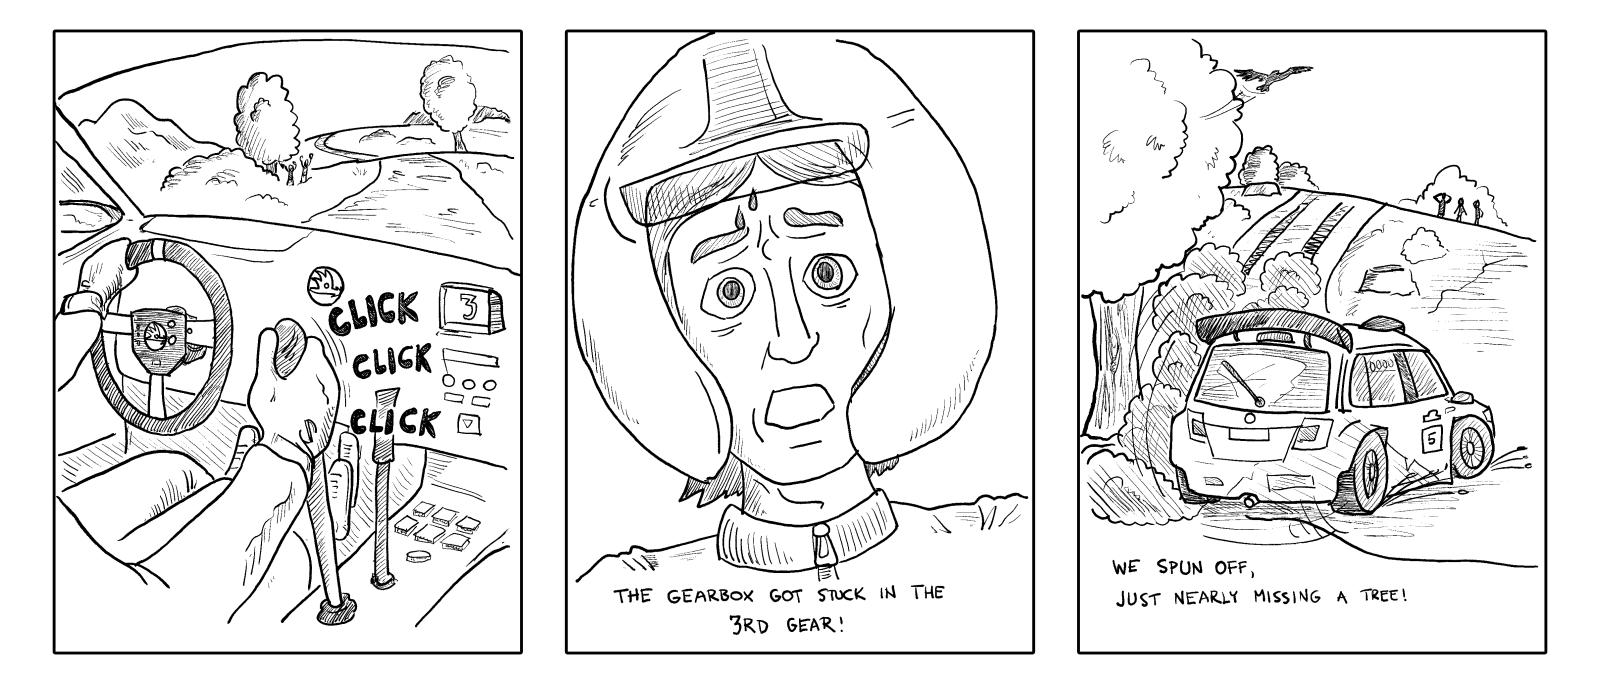 CLICK
3
CLICK
CLICK
THE GEARBOX GOT STUCK IN THE
3RD GEAR!
5
WE SPUN OFF,
JUST NEARLY MISSING A TREE!